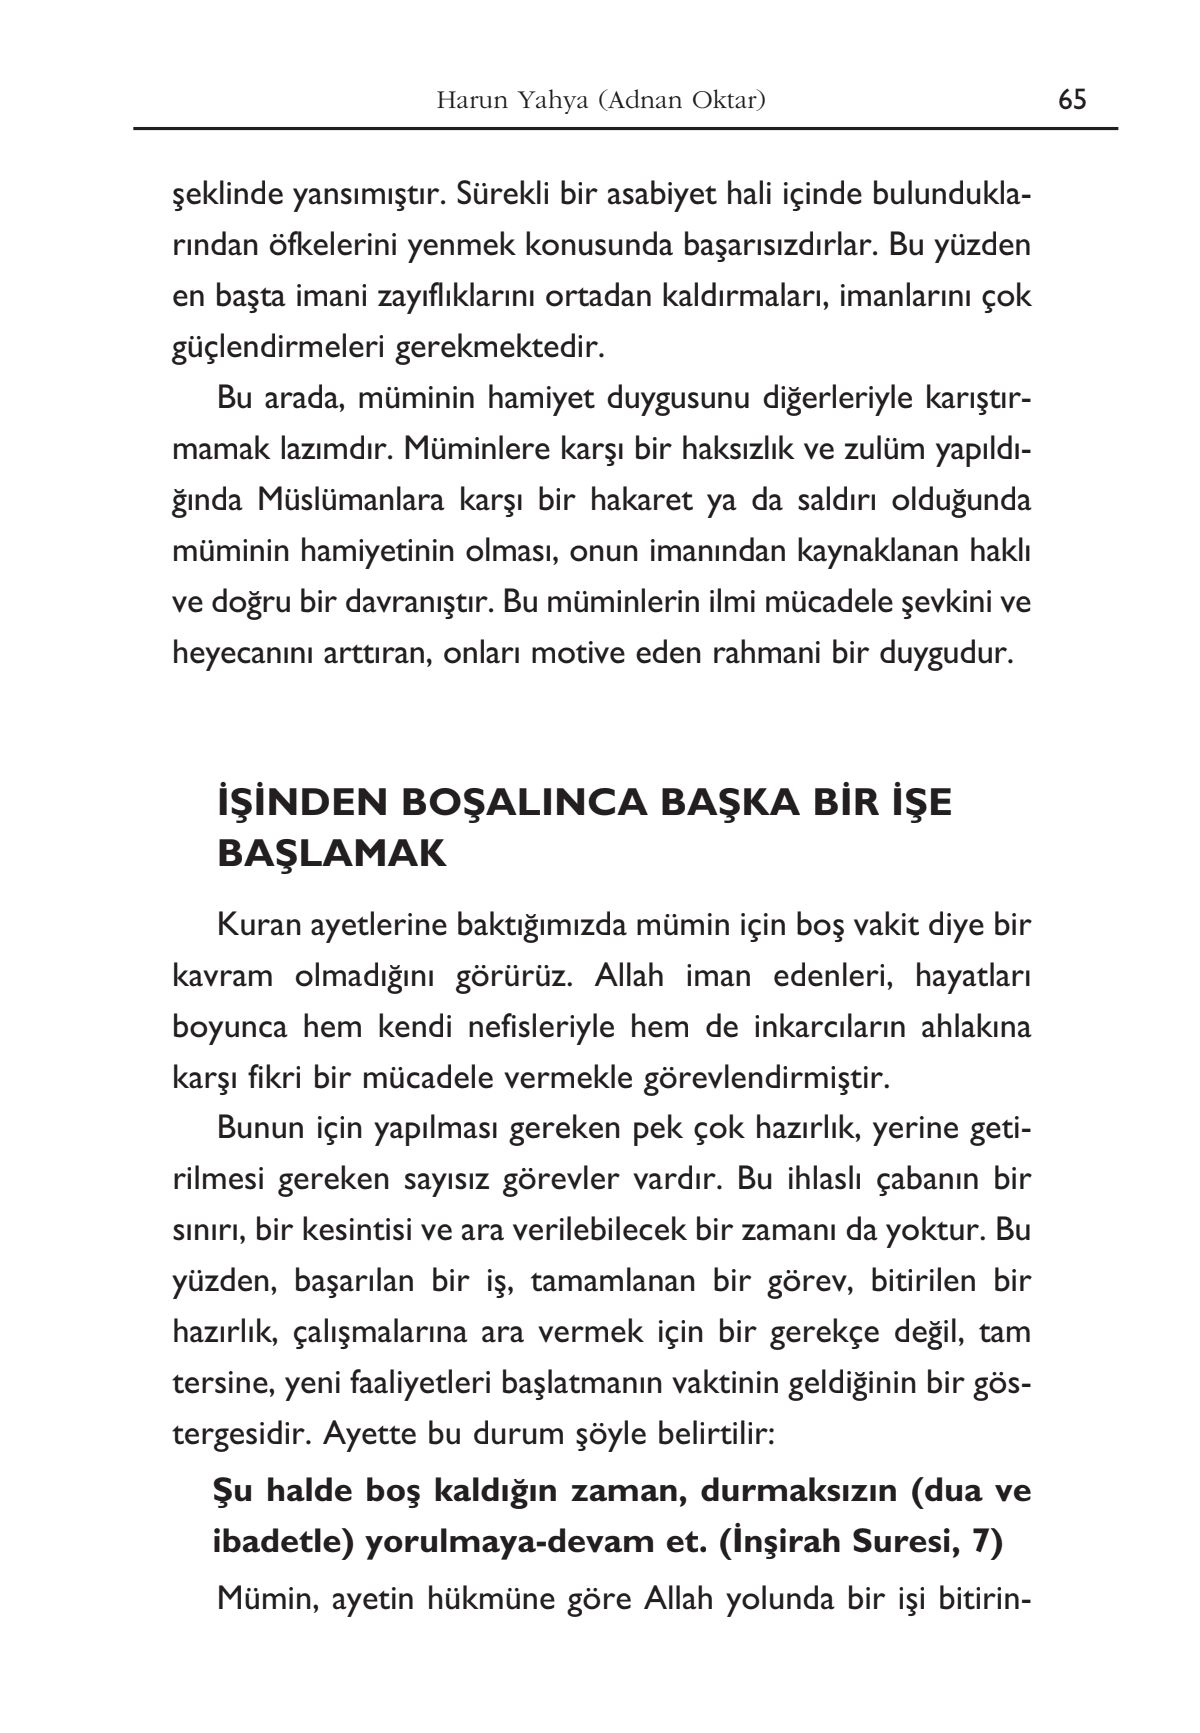 Harun Yahya (Adnan Oktar) 65
şeklinde yansımıştır. Sürekli bir asabiyet hali içinde bulundukla-
rından öfkelerini yenmek konusunda başarısızdırlar. Bu yüzden
en başta imani zayıflıklarını ortadan kaldırmaları, imanlarını çok
güçlendirmeleri gerekmektedir.
Bu arada, müminin hamiyet duygusunu diğerleriyle karıştır-
mamak lazımdır. Müminlere karşı bir haksızlık ve zulüm yapıldı-
ğında Müslümanlara karşı bir hakaret ya da saldırı olduğunda
müminin hamiyetinin olması, onun imanından kaynaklanan haklı
ve doğru bir davranıştır. Bu müminlerin ilmi mücadele şevkini ve
heyecanını arttıran, onları motive eden rahmani bir duygudur.
İŞİNDEN BOŞALINCA BAŞKA BİR İŞE
BAŞLAMAK
Kuran ayetlerine baktığımızda mümin için boş vakit diye bir
kavram olmadığını görürüz. Allah iman edenleri, hayatları
boyunca hem kendi nefisleriyle hem de inkarcıların ahlakına
karşı fikri bir mücadele vermekle görevlendirmiştir.
Bunun için yapılması gereken pek çok hazırlık, yerine geti-
rilmesi gereken sayısız görevler vardır. Bu ihlaslı çabanın bir
sınırı, bir kesintisi ve ara verilebilecek bir zamanı da yoktur. Bu
yüzden, başarılan bir iş, tamamlanan bir görev, bitirilen bir
hazırlık, çalışmalarına ara vermek için bir gerekçe değil, tam
tersine, yeni faaliyetleri başlatmanın vaktinin geldiğinin bir gös-
tergesidir. Ayette bu durum şöyle belirtilir:
Şu halde boş kaldığın zaman, durmaksızın (dua ve
ibadetle) yorulmaya-devam et. (İnşirah Suresi, 7)
Mümin, ayetin hükmüne göre Allah yolunda bir işi bitirin-